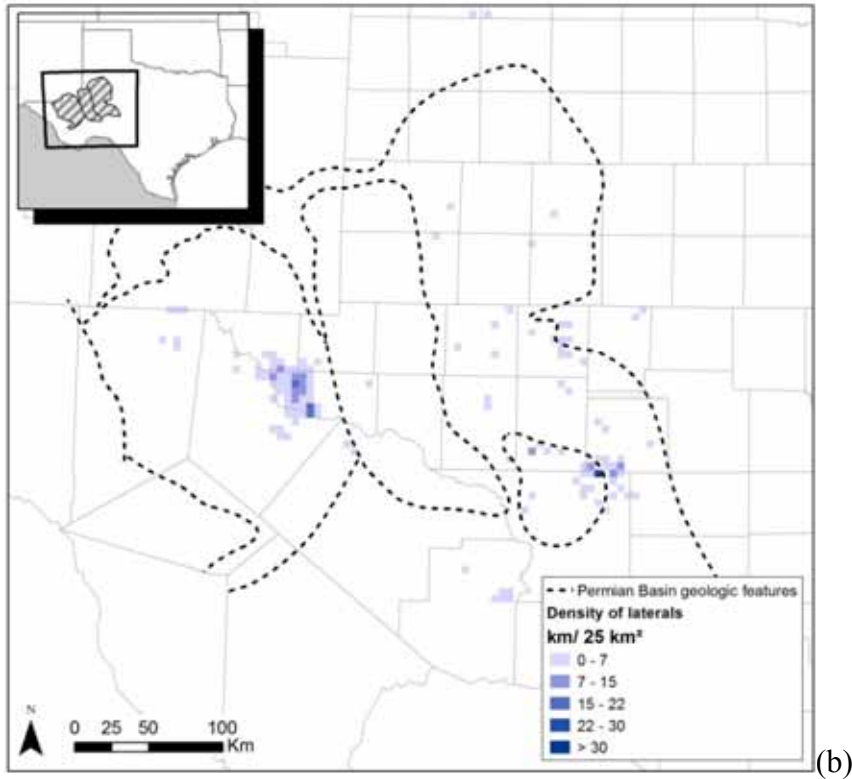 Permian Basin geologic features
Density of laterals
km/ 25 km²
0 - 7
7 - 15
15 - 22
22 - 30
> 30
N
0 25 50 100
Km
(b)